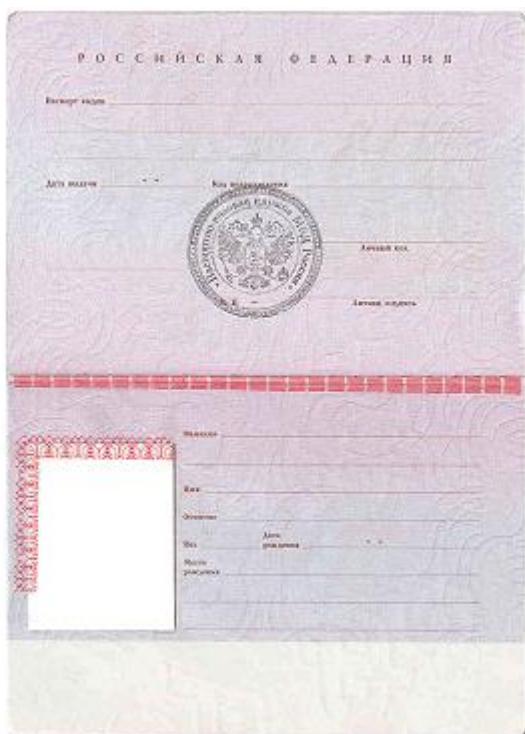 РОССИЙСКАЯ ФЕДЕРАЦИЯ
Паспорт выдан
Дата выдачи - - Код подразделения
Личный код
Личная подпись
Фамилия
Имя
Отчество
Пол Дата рождения - -
Место рождения